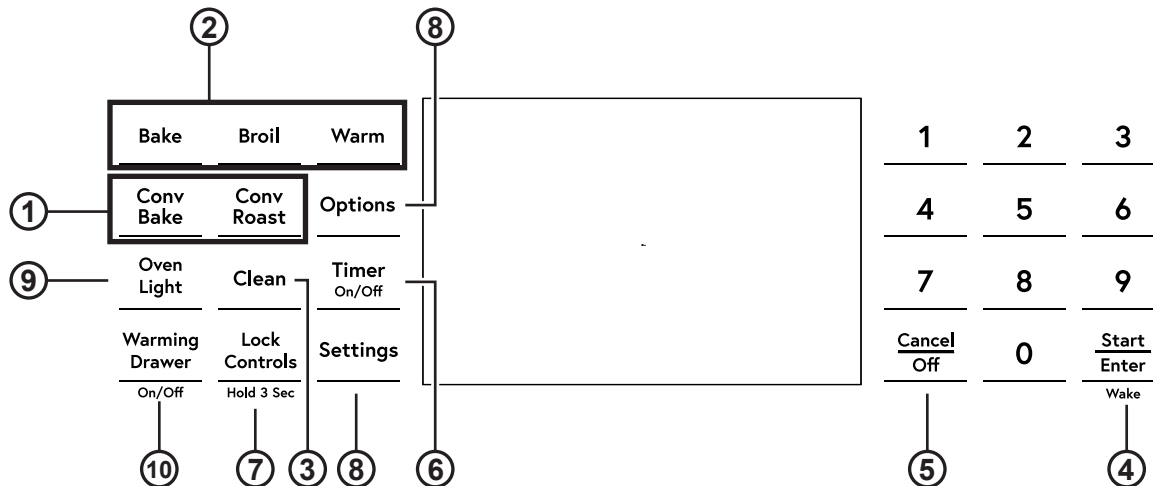 2 8
Bake Broil Warm 1 2 3
Conv Bake Conv Roast Options 4 5 6
1
Oven Light Clean Timer On/Off 7 8 9
9
Warming Drawer Lock Controls Settings Cancel Off 0 Start Enter
On/Off Hold 3 Sec Wake
10 7 3 8 6 5 4